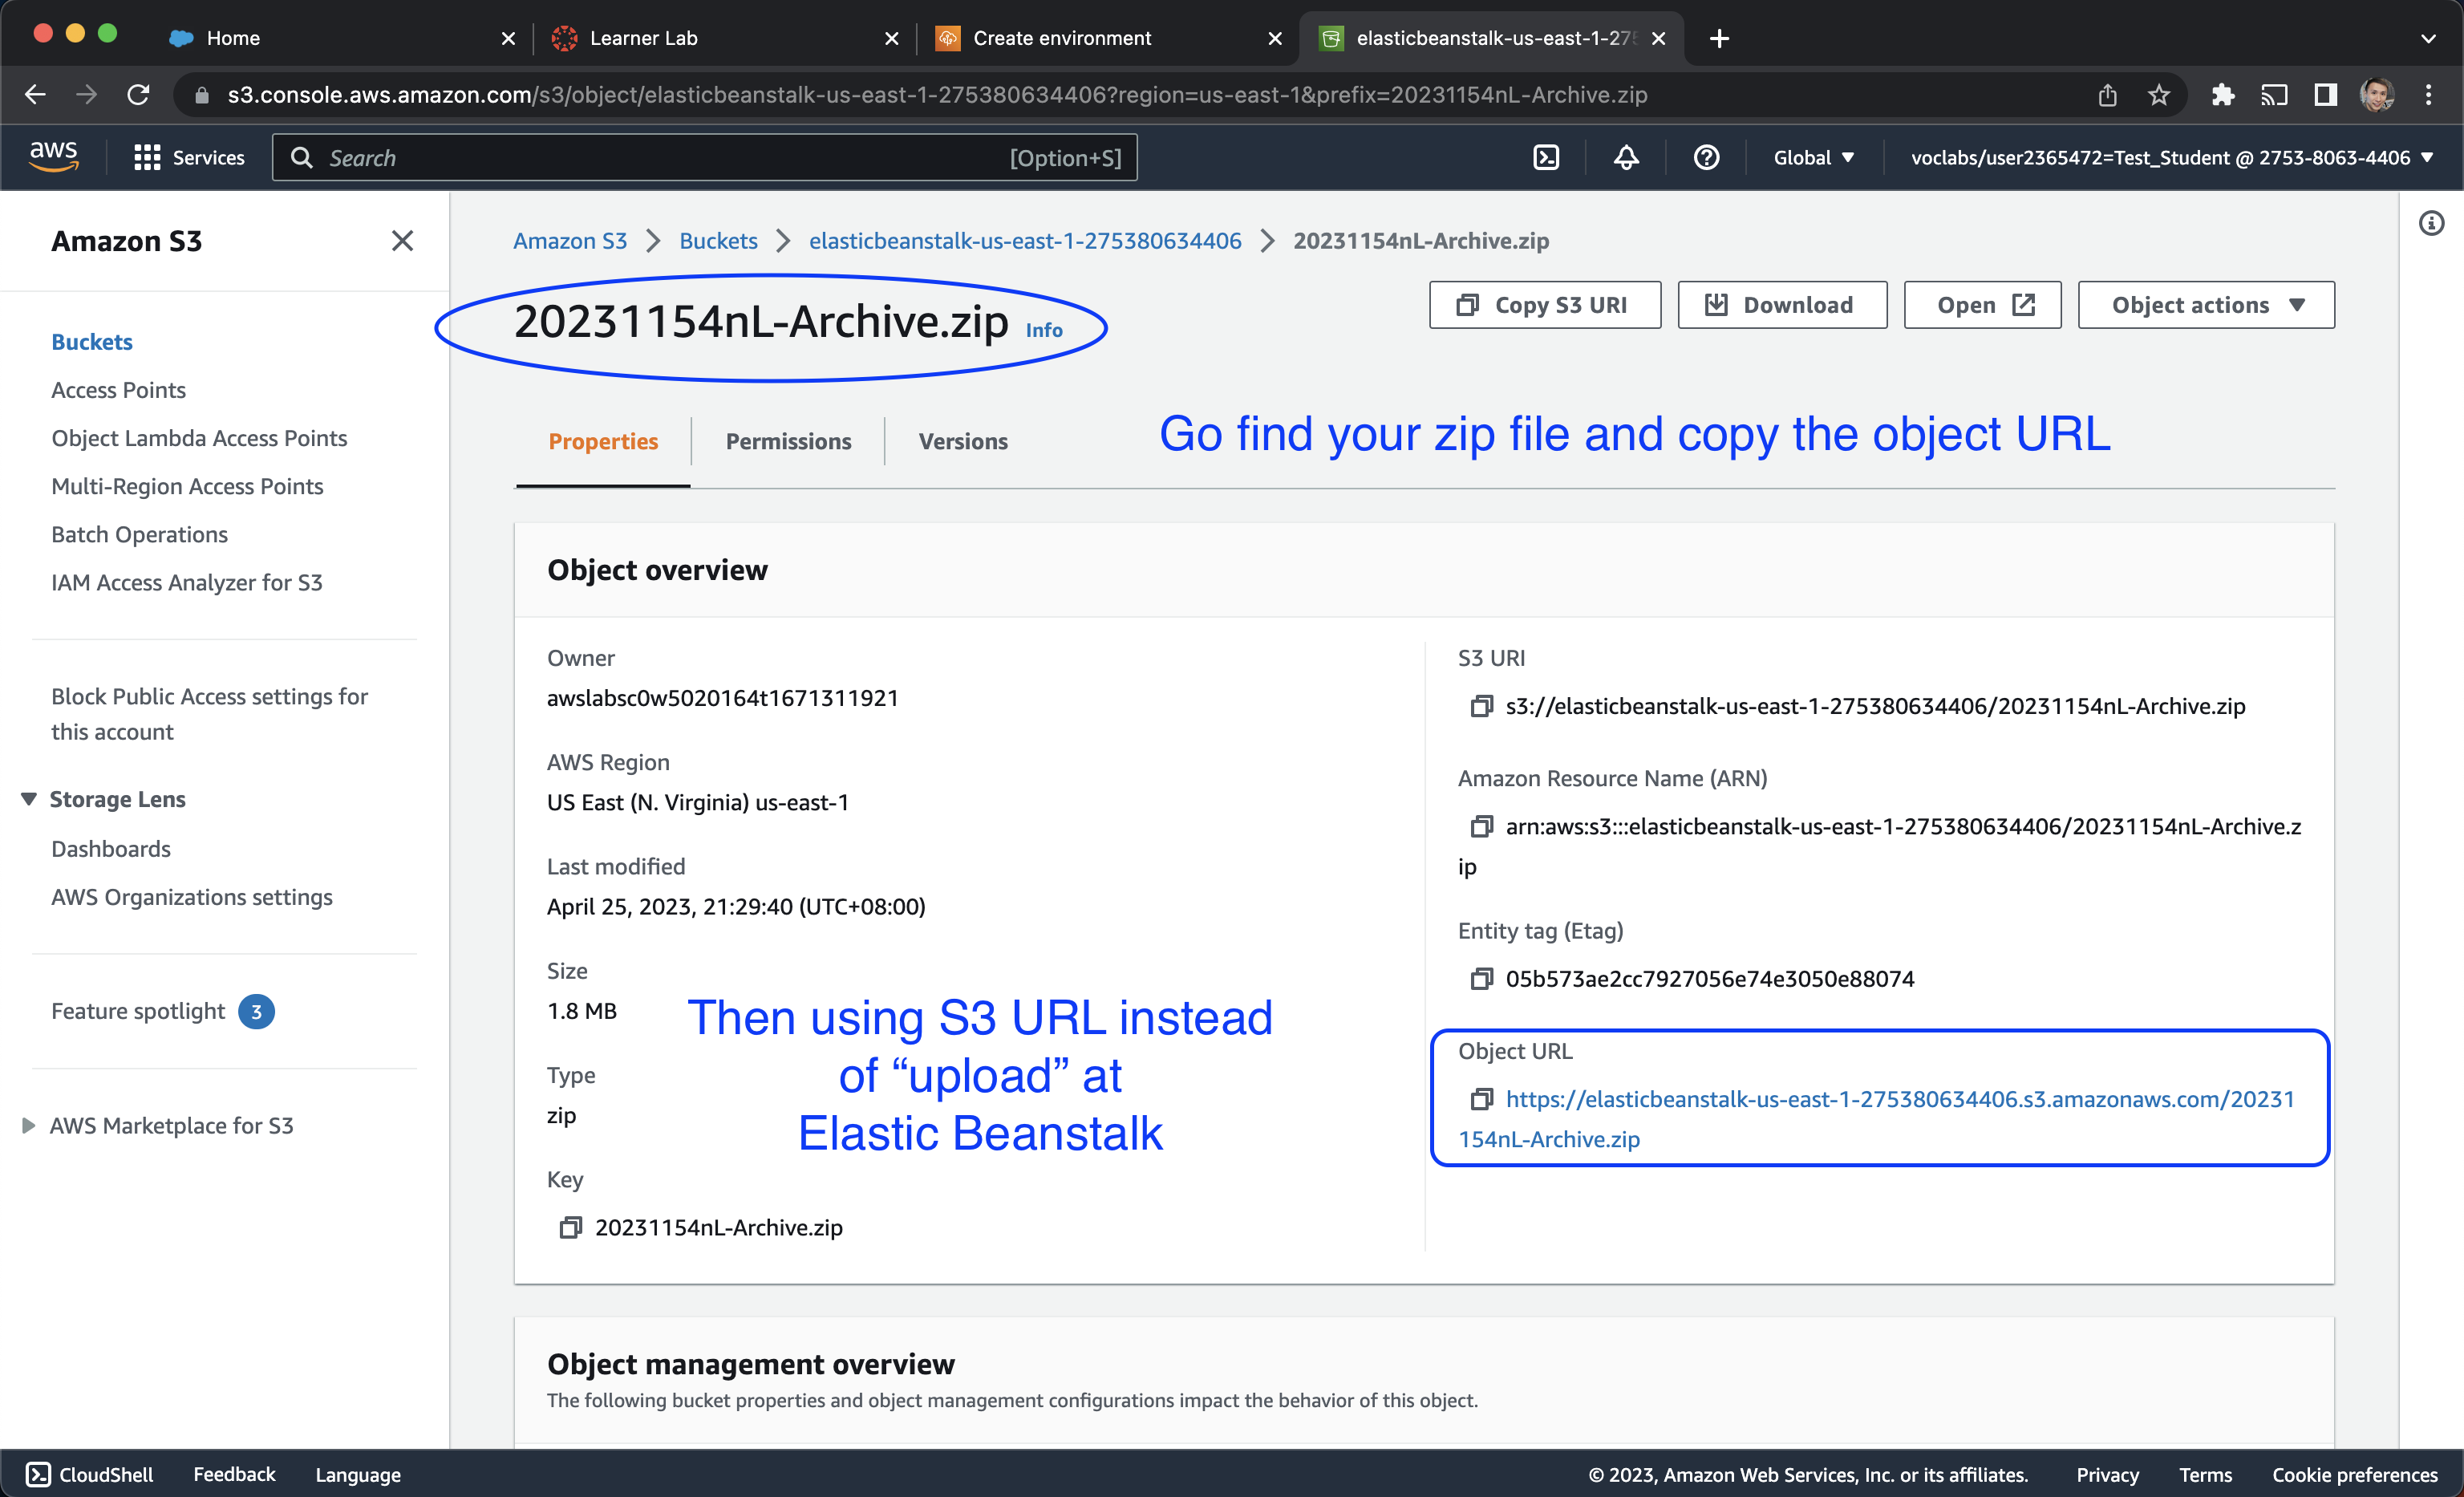 Home
Learner Lab
Create environment
elasticbeanstalk-us-east-1-275
s3.console.aws.amazon.com/s3/object/elasticbeanstalk-us-east-1-275380634406?region=us-east-1&prefix=20231154nL-Archive.zip
aws
Services
Search
[Option+S]
Global
voclabs/user2365472=Test_Student @ 2753-8063-4406
Amazon S3
Buckets
Access Points
Object Lambda Access Points
Multi-Region Access Points
Batch Operations
IAM Access Analyzer for S3
Block Public Access settings for
this account
Storage Lens
Dashboards
AWS Organizations settings
Feature spotlight 3
AWS Marketplace for S3
Amazon S3 > Buckets > elasticbeanstalk-us-east-1-275380634406 > 20231154nL-Archive.zip
20231154nL-Archive.zip Info
Copy S3 URI
Download
Open
Object actions
Properties
Permissions
Versions
Go find your zip file and copy the object URL
Object overview
Owner
awslabsc0w5020164t1671311921
AWS Region
US East (N. Virginia) us-east-1
Last modified
April 25, 2023, 21:29:40 (UTC+08:00)
Size
1.8 MB
Type
zip
Key
20231154nL-Archive.zip
Then using S3 URL instead
of “upload” at
Elastic Beanstalk
S3 URI
s3://elasticbeanstalk-us-east-1-275380634406/20231154nL-Archive.zip
Amazon Resource Name (ARN)
arn:aws:s3:::elasticbeanstalk-us-east-1-275380634406/20231154nL-Archive.z
ip
Entity tag (Etag)
05b573ae2cc7927056e74e3050e88074
Object URL
https://elasticbeanstalk-us-east-1-275380634406.s3.amazonaws.com/20231
154nL-Archive.zip
Object management overview
The following bucket properties and object management configurations impact the behavior of this object.
CloudShell
Feedback
Language
© 2023, Amazon Web Services, Inc. or its affiliates.
Privacy
Terms
Cookie preferences